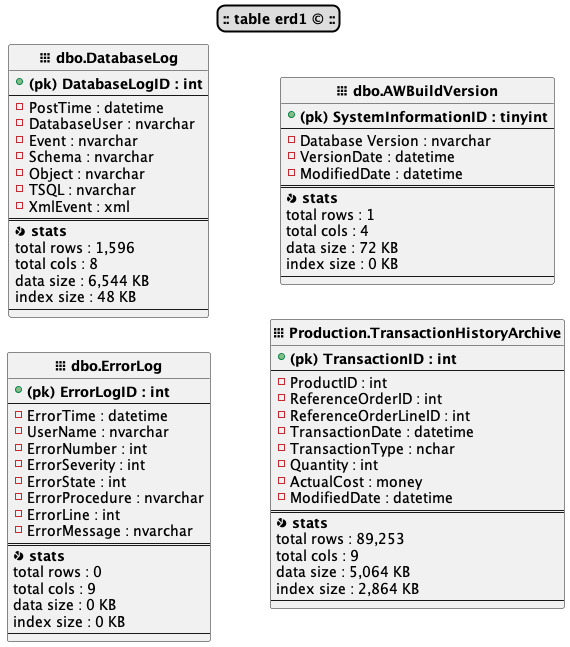 :: table erd1 © ::
dbo.DatabaseLog
(pk) DatabaseLogID : int
PostTime : datetime
DatabaseUser : nvarchar
Event : nvarchar
Schema : nvarchar
Object : nvarchar
TSQL : nvarchar
XmlEvent : xml
stats
total rows : 1,596
total cols : 8
data size : 6,544 KB
index size : 48 KB
dbo.AWBuildVersion
(pk) SystemInformationID : tinyint
Database Version : nvarchar
VersionDate : datetime
ModifiedDate : datetime
stats
total rows : 1
total cols : 4
data size : 72 KB
index size : 0 KB
dbo.ErrorLog
(pk) ErrorLogID : int
ErrorTime : datetime
UserName : nvarchar
ErrorNumber : int
ErrorSeverity : int
ErrorState : int
ErrorProcedure : nvarchar
ErrorLine : int
ErrorMessage : nvarchar
stats
total rows : 0
total cols : 9
data size : 0 KB
index size : 0 KB
Production.TransactionHistoryArchive
(pk) TransactionID : int
ProductID : int
ReferenceOrderID : int
ReferenceOrderLineID : int
TransactionDate : datetime
TransactionType : nchar
Quantity : int
ActualCost : money
ModifiedDate : datetime
stats
total rows : 89,253
total cols : 9
data size : 5,064 KB
index size : 2,864 KB